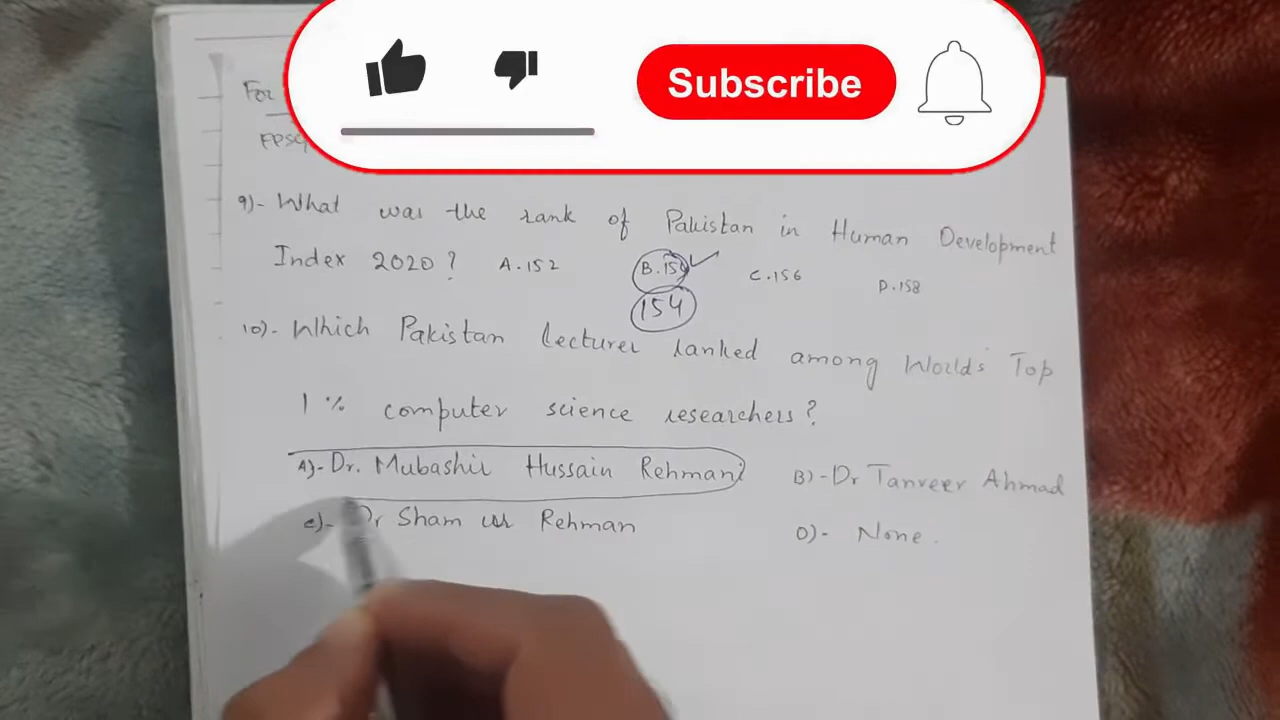 Subscribe
For
FPSC
9)- What was the rank of Pakistan in Human Development
Index 2020 ? A.152 B.154 C.156 D.158
154
10)- Which Pakistan lecturer ranked among World's Top
1% computer science researchers ?
A)- Dr. Mubashir Hussain Rehmani B)- Dr Tanveer Ahmad
c)- Dr Sham ur Rehman D)- None.